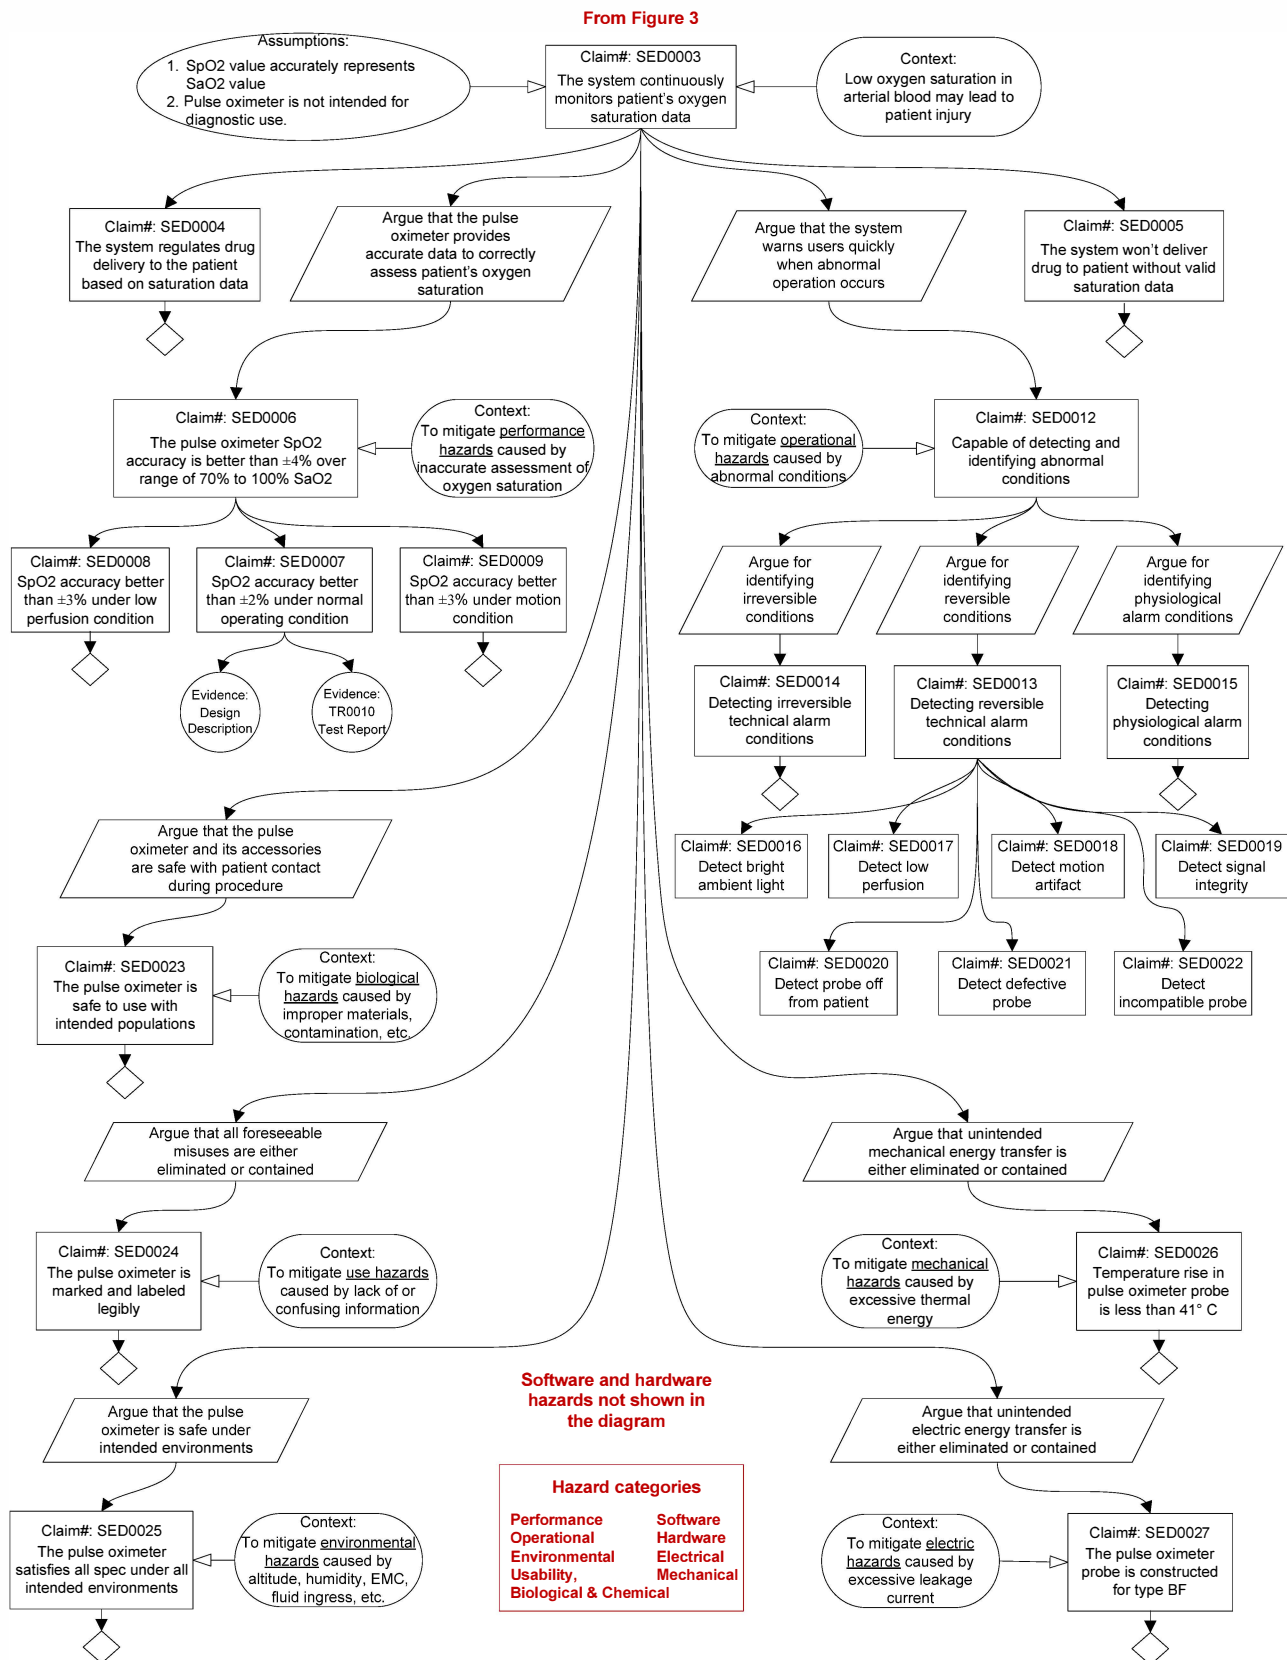 From Figure 3
Assumptions:
1. SpO2 value accurately represents
SaO2 value
2. Pulse oximeter is not intended for
diagnostic use.
Claim#: SED0003
The system continuously
monitors patient's oxygen
saturation data
Context:
Low oxygen saturation in
arterial blood may lead to
patient injury
Claim#: SED0004
The system regulates drug
delivery to the patient
based on saturation data
Argue that the pulse
oximeter provides
accurate data to correctly
assess patient's oxygen
saturation
Argue that the system
warns users quickly
when abnormal
operation occurs
Claim#: SED0005
The system won't deliver
drug to patient without valid
saturation data
Claim#: SED0006
The pulse oximeter SpO2
accuracy is better than ±4% over
range of 70% to 100% SaO2
Context:
To mitigate performance
hazards caused by
inaccurate assessment of
oxygen saturation
Context:
To mitigate operational
hazards caused by
abnormal conditions
Claim#: SED0012
Capable of detecting and
identifying abnormal
conditions
Claim#: SED0008
SpO2 accuracy better
than ±3% under low
perfusion condition
Claim#: SED0007
SpO2 accuracy better
than ±2% under normal
operating condition
Claim#: SED0009
SpO2 accuracy better
than ±3% under motion
condition
Argue for
identifying
irreversible
conditions
Argue for
identifying
reversible
conditions
Argue for
identifying
physiological
alarm conditions
Evidence:
Design
Description
Evidence:
TR0010
Test Report
Claim#: SED0014
Detecting irreversible
technical alarm
conditions
Claim#: SED0013
Detecting reversible
technical alarm
conditions
Claim#: SED0015
Detecting
physiological alarm
conditions
Argue that the pulse
oximeter and its accessories
are safe with patient contact
during procedure
Claim#: SED0016
Detect bright
ambient light
Claim#: SED0017
Detect low
perfusion
Claim#: SED0018
Detect motion
artifact
Claim#: SED0019
Detect signal
integrity
Claim#: SED0023
The pulse oximeter is
safe to use with
intended populations
Context:
To mitigate biological
hazards caused by
improper materials,
contamination, etc.
Claim#: SED0020
Detect probe off
from patient
Claim#: SED0021
Detect defective
probe
Claim#: SED0022
Detect
incompatible probe
Argue that all foreseeable
misuses are either
eliminated or contained
Argue that unintended
mechanical energy transfer is
either eliminated or contained
Claim#: SED0024
The pulse oximeter is
marked and labeled
legibly
Context:
To mitigate use hazards
caused by lack of or
confusing information
Context:
To mitigate mechanical
hazards caused by
excessive thermal
energy
Claim#: SED0026
Temperature rise in
pulse oximeter probe
is less than 41° C
Argue that the pulse
oximeter is safe under
intended environments
Software and hardware
hazards not shown in
the diagram
Argue that unintended
electric energy transfer is
either eliminated or contained
Claim#: SED0025
The pulse oximeter
satisfies all spec under all
intended environments
Context:
To mitigate environmental
hazards caused by
altitude, humidity, EMC,
fluid ingress, etc.
Hazard categories
Performance Software
Operational Hardware
Environmental Electrical
Usability, Mechanical
Biological & Chemical
Context:
To mitigate electric
hazards caused by
excessive leakage
current
Claim#: SED0027
The pulse oximeter
probe is constructed
for type BF